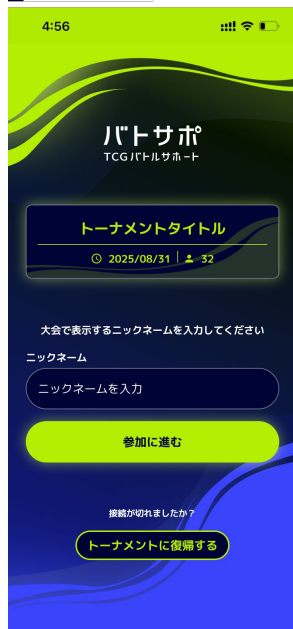 4:56
バトサポ
TCGバトルサポート
トーナメントタイトル
2025/08/31 32
大会で表示するニックネームを入力してください
ニックネーム
ニックネームを入力
参加に進む
接続が切れましたか？
トーナメントに復帰する